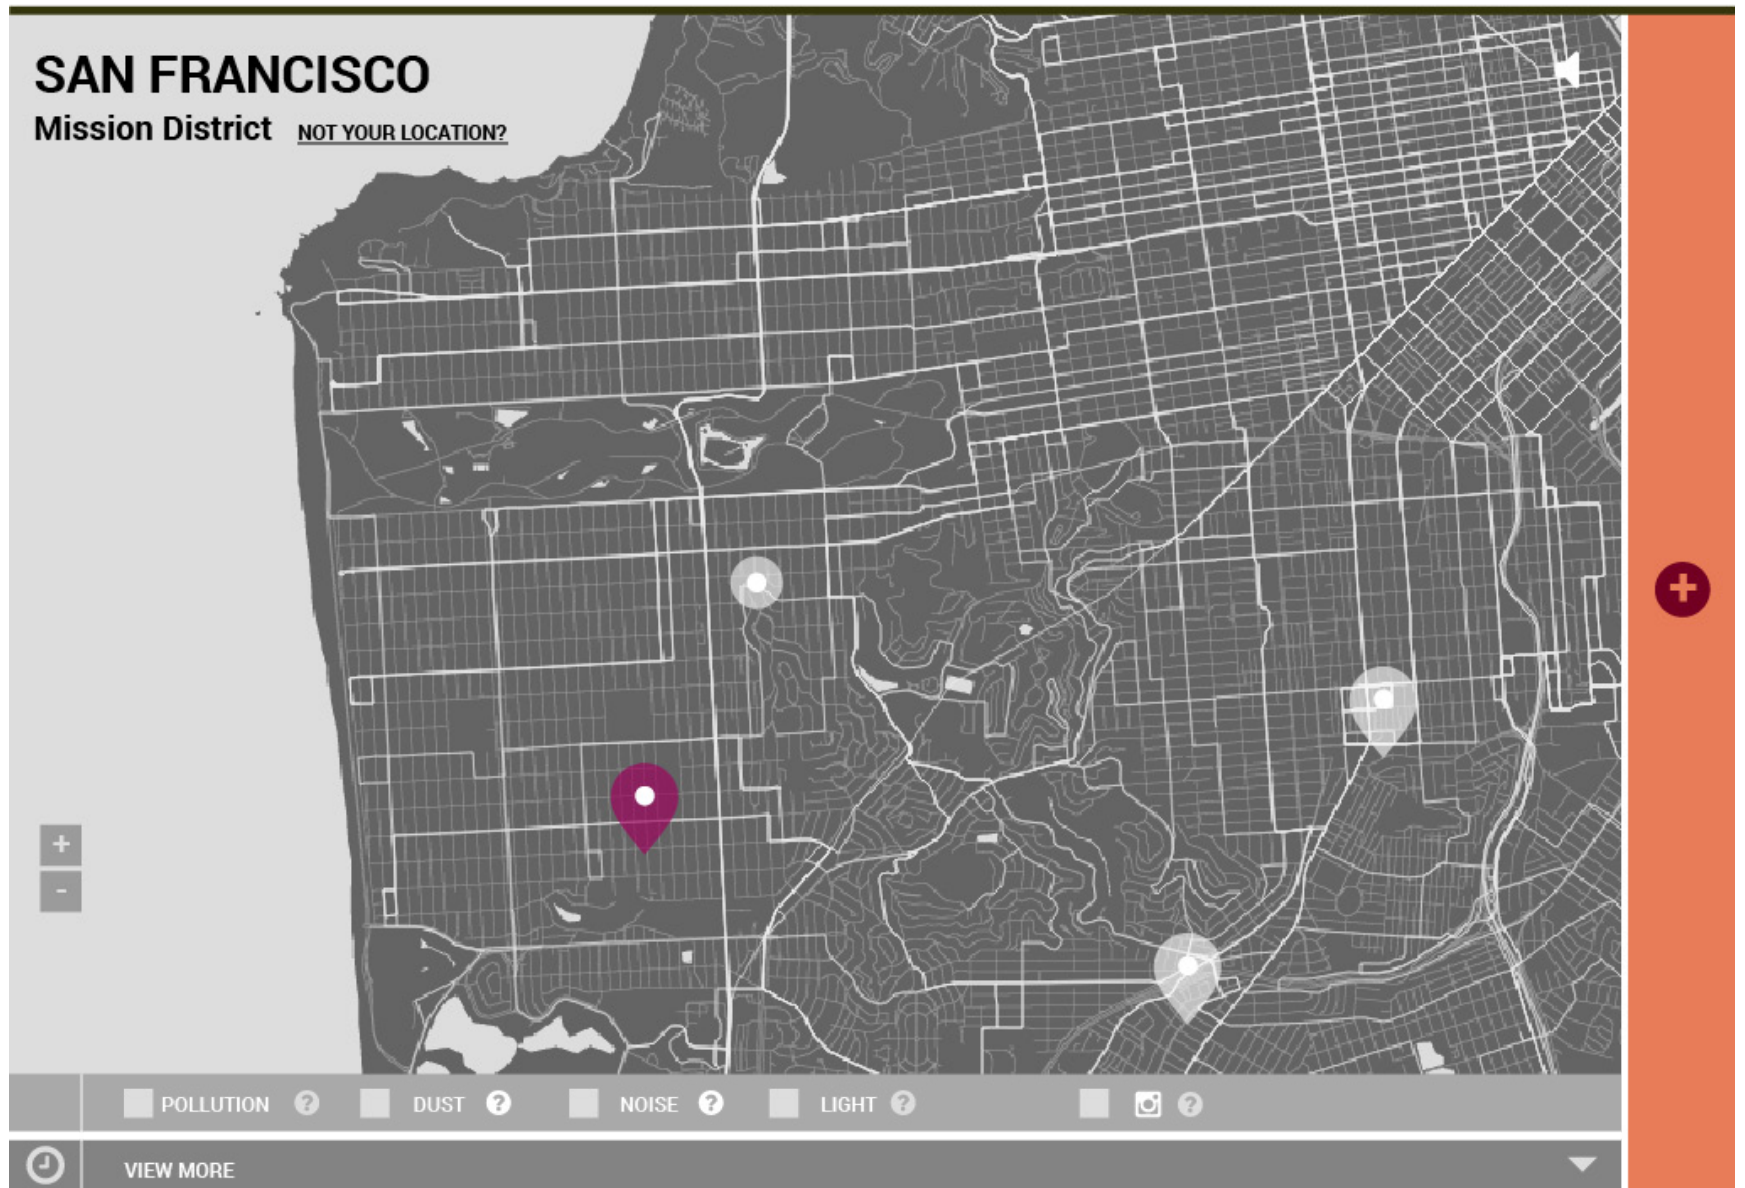 SAN FRANCISCO
Mission District NOT YOUR LOCATION?
+
+
-
POLLUTION ? DUST ? NOISE ? LIGHT ? ?
VIEW MORE